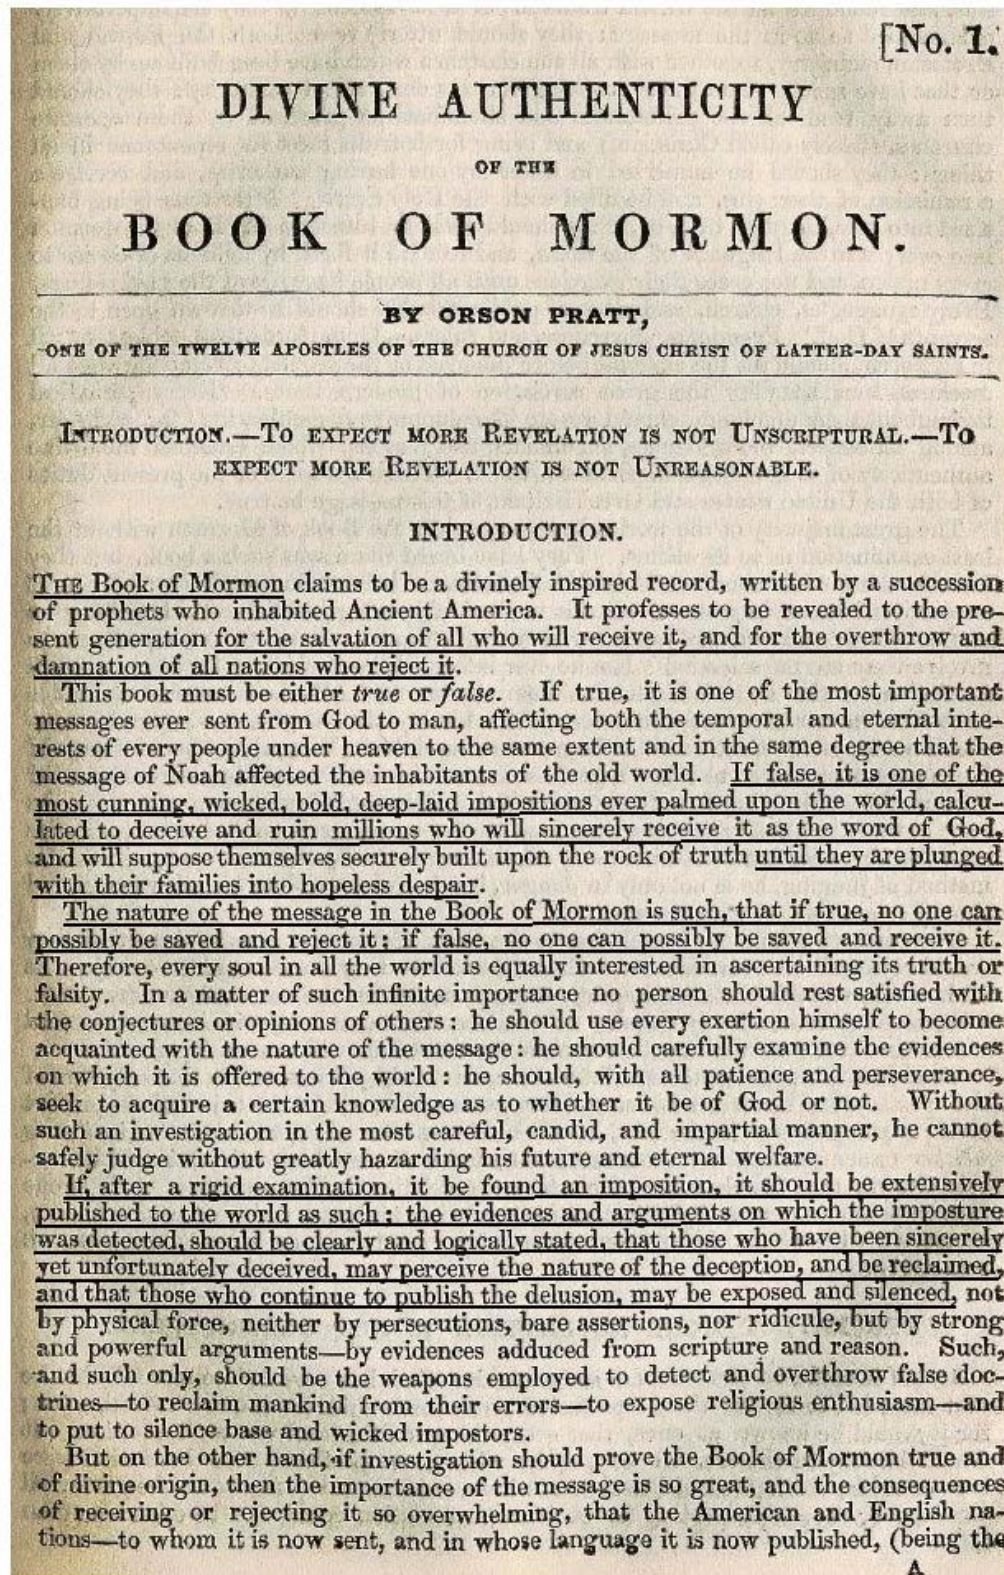 [No. 1.
DIVINE AUTHENTICITY
OF THE
BOOK OF MORMON.
BY ORSON PRATT,
ONE OF THE TWELVE APOSTLES OF THE CHURCH OF JESUS CHRIST OF LATTER-DAY SAINTS.
INTRODUCTION.—TO EXPECT MORE REVELATION IS NOT UNSCRIPTURAL.—TO
EXPECT MORE REVELATION IS NOT UNREASONABLE.
INTRODUCTION.
THE Book of Mormon claims to be a divinely inspired record, written by a succession
of prophets who inhabited Ancient America. It professes to be revealed to the pre-
sent generation for the salvation of all who will receive it, and for the overthrow and
damnation of all nations who reject it.
This book must be either true or false. If true, it is one of the most important
messages ever sent from God to man, affecting both the temporal and eternal inte-
rests of every people under heaven to the same extent and in the same degree that the
message of Noah affected the inhabitants of the old world. If false, it is one of the
most cunning, wicked, bold, deep-laid impositions ever palmed upon the world, calcu-
lated to deceive and ruin millions who will sincerely receive it as the word of God,
and will suppose themselves securely built upon the rock of truth until they are plunged
with their families into hopeless despair.
The nature of the message in the Book of Mormon is such, that if true, no one can
possibly be saved and reject it: if false, no one can possibly be saved and receive it.
Therefore, every soul in all the world is equally interested in ascertaining its truth or
falsity. In a matter of such infinite importance no person should rest satisfied with
the conjectures or opinions of others: he should use every exertion himself to become
acquainted with the nature of the message: he should carefully examine the evidences
on which it is offered to the world: he should, with all patience and perseverance,
seek to acquire a certain knowledge as to whether it be of God or not. Without
such an investigation in the most careful, candid, and impartial manner, he cannot
safely judge without greatly hazarding his future and eternal welfare.
If, after a rigid examination, it be found an imposition, it should be extensively
published to the world as such; the evidences and arguments on which the imposture
was detected, should be clearly and logically stated, that those who have been sincerely
yet unfortunately deceived, may perceive the nature of the deception, and be reclaimed,
and that those who continue to publish the delusion, may be exposed and silenced, not
by physical force, neither by persecutions, bare assertions, nor ridicule, but by strong
and powerful arguments—by evidences adduced from scripture and reason. Such,
and such only, should be the weapons employed to detect and overthrow false doc-
trines—to reclaim mankind from their errors—to expose religious enthusiasm—and
to put to silence base and wicked impostors.
But on the other hand, if investigation should prove the Book of Mormon true and
of divine origin, then the importance of the message is so great, and the consequences
of receiving or rejecting it so overwhelming, that the American and English na-
tions—to whom it is now sent, and in whose language it is now published, (being the
A